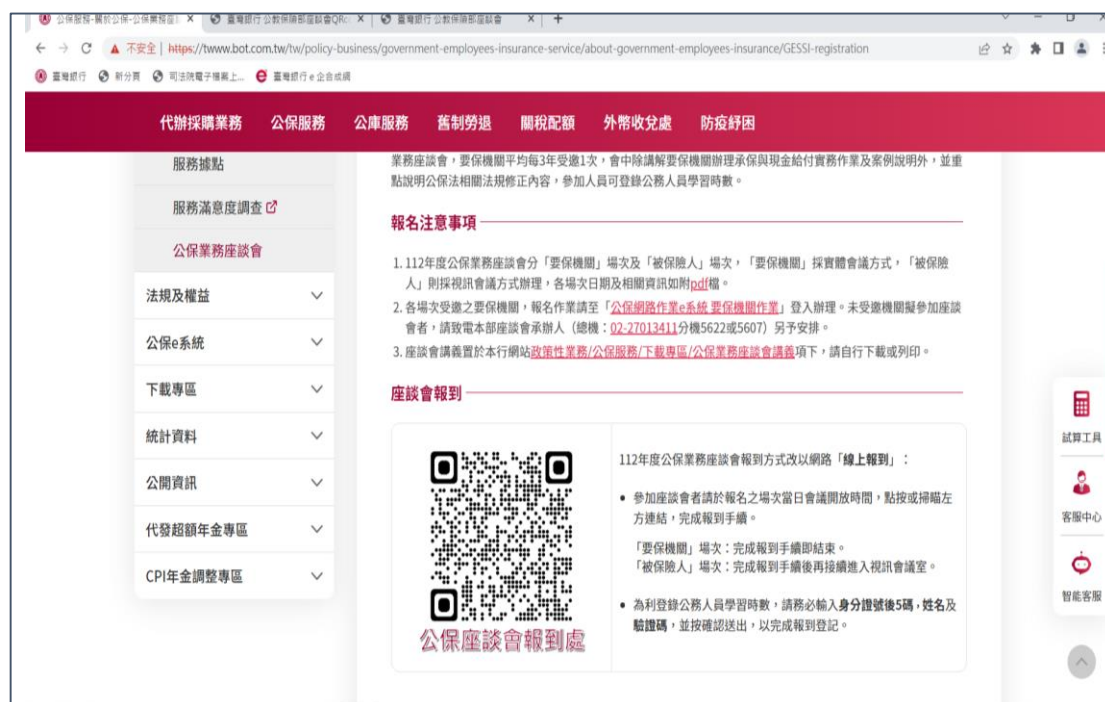 公保服務-關於公保-公保業務座
臺灣銀行 公教保險部座談會QRc
臺灣銀行 公教保險部座談會
不安全 | https://twww.bot.com.tw/tw/policy-business/government-employees-insurance-service/about-government-employees-insurance/GESSI-registration
臺灣銀行 新分頁 司法院電子檔案上... 臺灣銀行 e 企合成網
代辦採購業務 公保服務 公庫服務 舊制勞退 關稅配額 外幣收兌處 防疫紓困
服務據點
服務滿意度調查
公保業務座談會
法規及權益
公保e系統
下載專區
統計資料
公開資訊
代發超額年金專區
CPI年金調整專區
業務座談會，要保機關平均每3年受邀1次，會中除講解要保機關辦理承保與現金給付實務作業及案例說明外，並重
點說明公保法相關法規修正內容，參加人員可登錄公務人員學習時數。
報名注意事項
1. 112年度公保業務座談會分「要保機關」場次及「被保險人」場次，「要保機關」採實體會議方式，「被保險
人」則採視訊會議方式辦理，各場次日期及相關資訊如附pdf檔。
2. 各場次受邀之要保機關，報名作業請至「公保網路作業e系統 要保機關作業」登入辦理。未受邀機關擬參加座談
會者，請致電本部座談會承辦人（總機：02-27013411分機5622或5607）另予安排。
3. 座談會講義置於本行網站政策性業務/公保服務/下載專區/公保業務座談會講義項下，請自行下載或列印。
座談會報到
公保座談會報到處
112年度公保業務座談會報到方式改以網路「線上報到」：
• 參加座談會者請於報名之場次當日會議開放時間，點按或掃瞄左
方連結，完成報到手續。
「要保機關」場次：完成報到手續即結束。
「被保險人」場次：完成報到手續後再接續進入視訊會議室。
• 為利登錄公務人員學習時數，請務必輸入身分證號後5碼，姓名及
驗證碼，並按確認送出，以完成報到登記。
試算工具
客服中心
智能客服